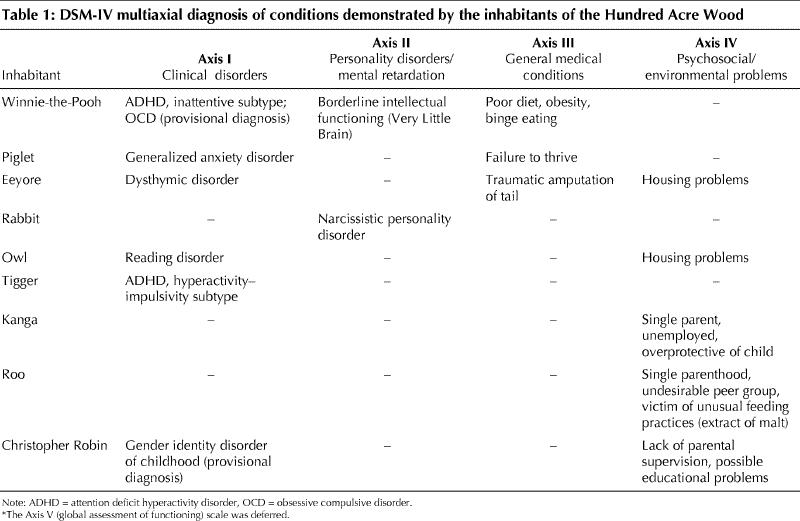 Table 1: DSM-IV multiaxial diagnosis of conditions demonstrated by the inhabitants of the Hundred Acre Wood
Inhabitant
Axis I
Clinical disorders
Axis II
Personality disorders/
mental retardation
Axis III
General medical
conditions
Axis IV
Psychosocial/
environmental problems
Winnie-the-Pooh
ADHD, inattentive subtype;
OCD (provisional diagnosis)
Borderline intellectual
functioning (Very Little
Brain)
Poor diet, obesity,
binge eating
–
Piglet
Generalized anxiety disorder
–
Failure to thrive
–
Eeyore
Dysthymic disorder
–
Traumatic amputation
of tail
Housing problems
Rabbit
–
Narcissistic personality
disorder
–
–
Owl
Reading disorder
–
–
Housing problems
Tigger
ADHD, hyperactivity–
impulsivity subtype
–
–
–
Kanga
–
–
–
Single parent,
unemployed,
overprotective of child
Roo
–
–
–
Single parenthood,
undesirable peer group,
victim of unusual feeding
practices (extract of malt)
Christopher Robin
Gender identity disorder
of childhood (provisional
diagnosis)
–
–
Lack of parental
supervision, possible
educational problems
Note: ADHD = attention deficit hyperactivity disorder, OCD = obsessive compulsive disorder.
*The Axis V (global assessment of functioning) scale was deferred.